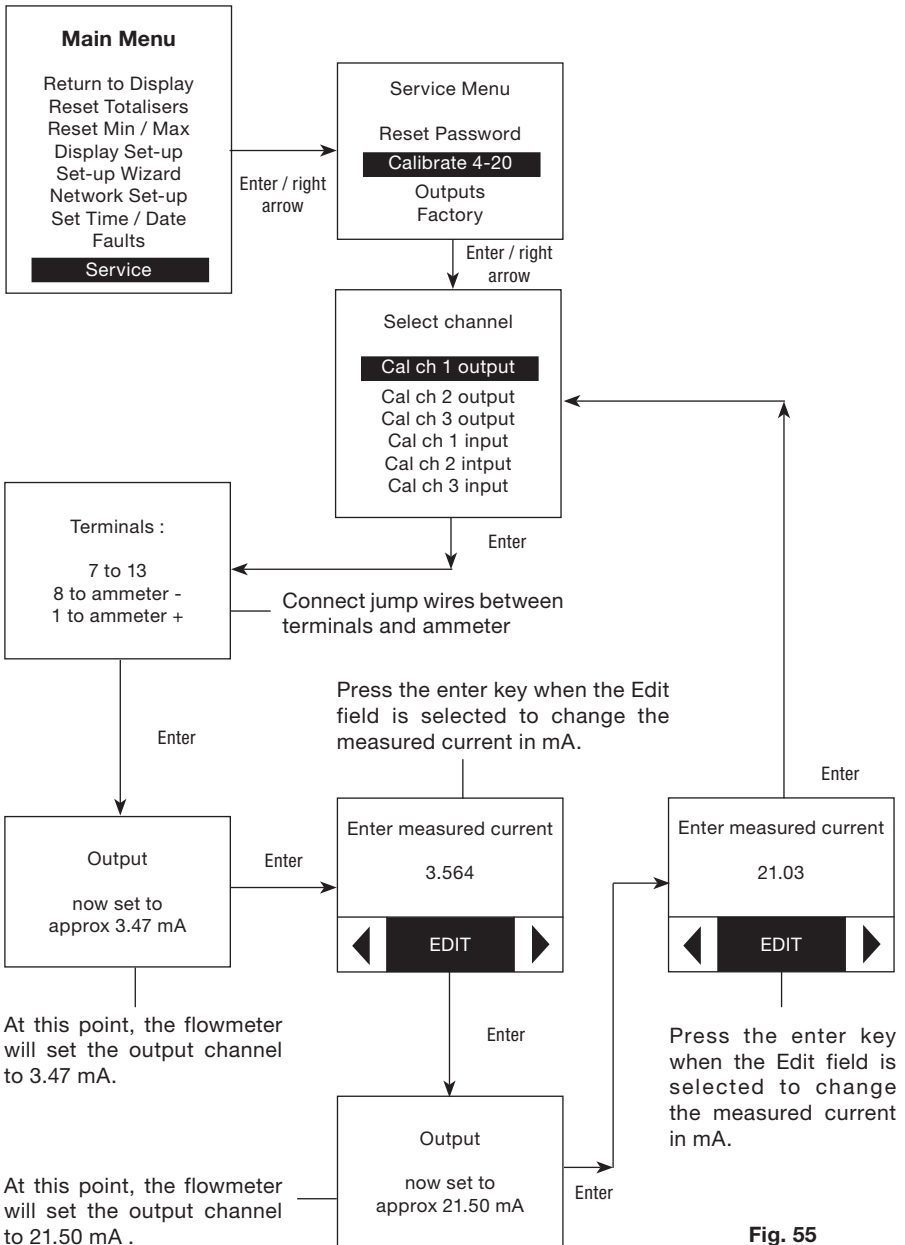 Main Menu
Return to Display
Reset Totalisers
Reset Min / Max
Display Set-up
Set-up Wizard
Network Set-up
Set Time / Date
Faults
Service
Enter / right
arrow
Service Menu
Reset Password
Calibrate 4-20
Outputs
Factory
Enter / right
arrow
Select channel
Cal ch 1 output
Cal ch 2 output
Cal ch 3 output
Cal ch 1 input
Cal ch 2 intput
Cal ch 3 input
Enter
Terminals :
7 to 13
8 to ammeter -
1 to ammeter +
Connect jump wires between
terminals and ammeter
Enter
Output
now set to
approx 3.47 mA
At this point, the flowmeter
will set the output channel
to 3.47 mA.
Enter
Press the enter key when the Edit
field is selected to change the
measured current in mA.
Enter measured current
3.564
EDIT
Enter
Output
now set to
approx 21.50 mA
At this point, the flowmeter
will set the output channel
to 21.50 mA .
Enter
Enter
Enter measured current
21.03
EDIT
Press the enter key
when the Edit field is
selected to change
the measured current
in mA.
Fig. 55